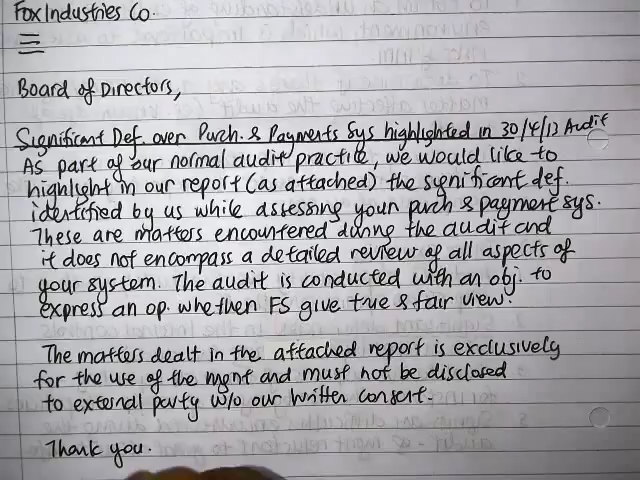 Fox Industries Co.
Board of Directors,
Significant Def. over Purch. & Payments Sys highlighted in 30/4/13 Audit
As part of our normal audit practice, we would like to
highlight in our report (as attached) the significant def.
identified by us while assessing your purch & payment sys.
These are matters encountered during the audit and
it does not encompass a detailed review of all aspects of
your system. The audit is conducted with an obj. to
express an op. whether FS give true & fair view.
The matters dealt in the attached report is exclusively
for the use of the mgnt and must not be disclosed
to external party w/o our written consent.
Thank you.